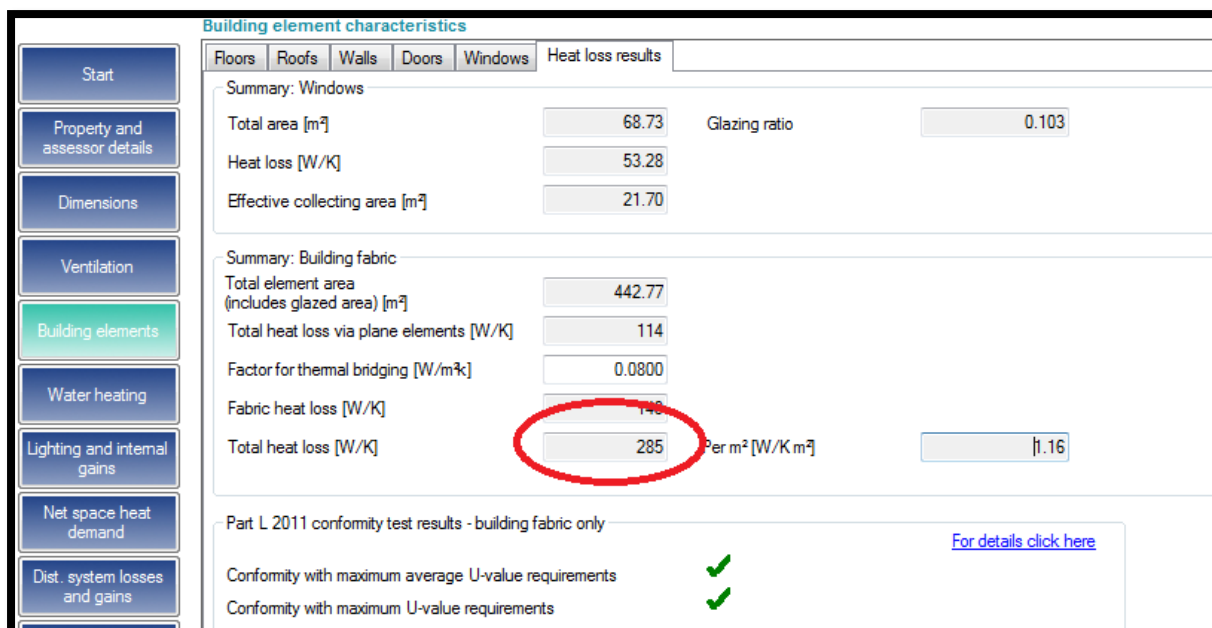 Building element characteristics
Floors Roofs Walls Doors Windows Heat loss results
Start
Property and
assessor details
Dimensions
Ventilation
Building elements
Water heating
Lighting and internal
gains
Net space heat
demand
Dist. system losses
and gains
Summary: Windows
Total area [m²] 68.73 Glazing ratio 0.103
Heat loss [W/K] 53.28
Effective collecting area [m²] 21.70
Summary: Building fabric
Total element area
(includes glazed area) [m²] 442.77
Total heat loss via plane elements [W/K] 114
Factor for thermal bridging [W/m²k] 0.0800
Fabric heat loss [W/K]
Total heat loss [W/K] 285 Per m² [W/K m²] 1.16
Part L 2011 conformity test results - building fabric only
For details click here
Conformity with maximum average U-value requirements
Conformity with maximum U-value requirements